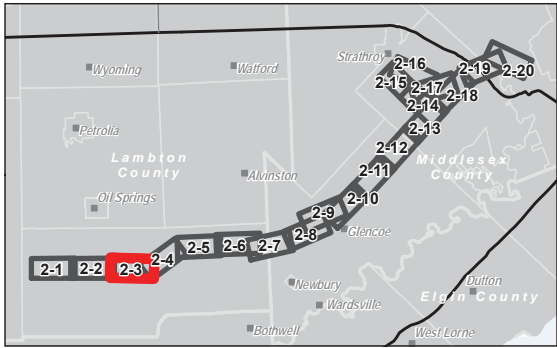 Strathroy
2-16
2-20
2-19
Wyoming
Watford
2-15
2-17
2-18
2-14
Petrolia
2-13
Lambton
County
2-12
Middlesex
County
Alvinston
2-11
Oil Springs
2-10
2-9
Glencoe
2-8
2-7
2-6
2-5
2-4
2-3
2-2
2-1
Newbury
Dutton
Elgin County
Wardsville
Bothwell
West Lorne